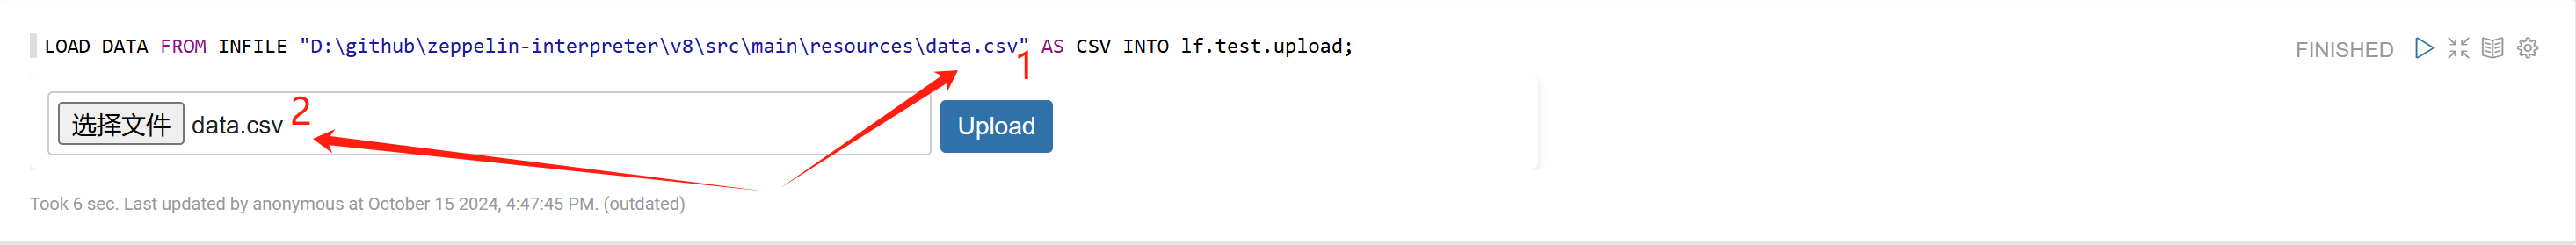 LOAD DATA FROM INFILE "D:\github\zeppelin-interpreter\v8\src\main\resources\data.csv" AS CSV INTO lf.test.upload;
FINISHED
1
选择文件 data.csv 2
Upload
Took 6 sec. Last updated by anonymous at October 15 2024, 4:47:45 PM. (outdated)